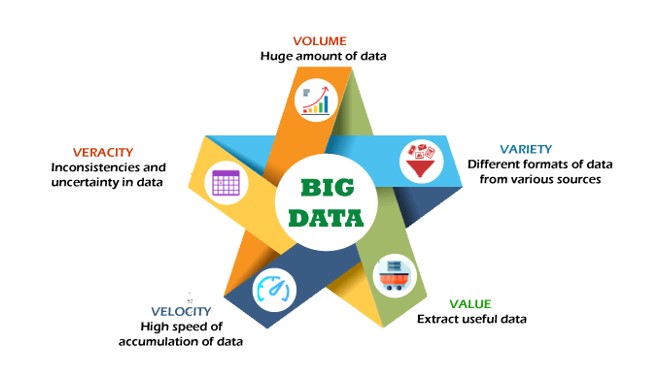 VOLUME
Huge amount of data
VERACITY
Inconsistencies and
uncertainty in data
VARIETY
Different formats of data
from various sources
BIG
DATA
VELOCITY
High speed of
accumulation of data
VALUE
Extract useful data